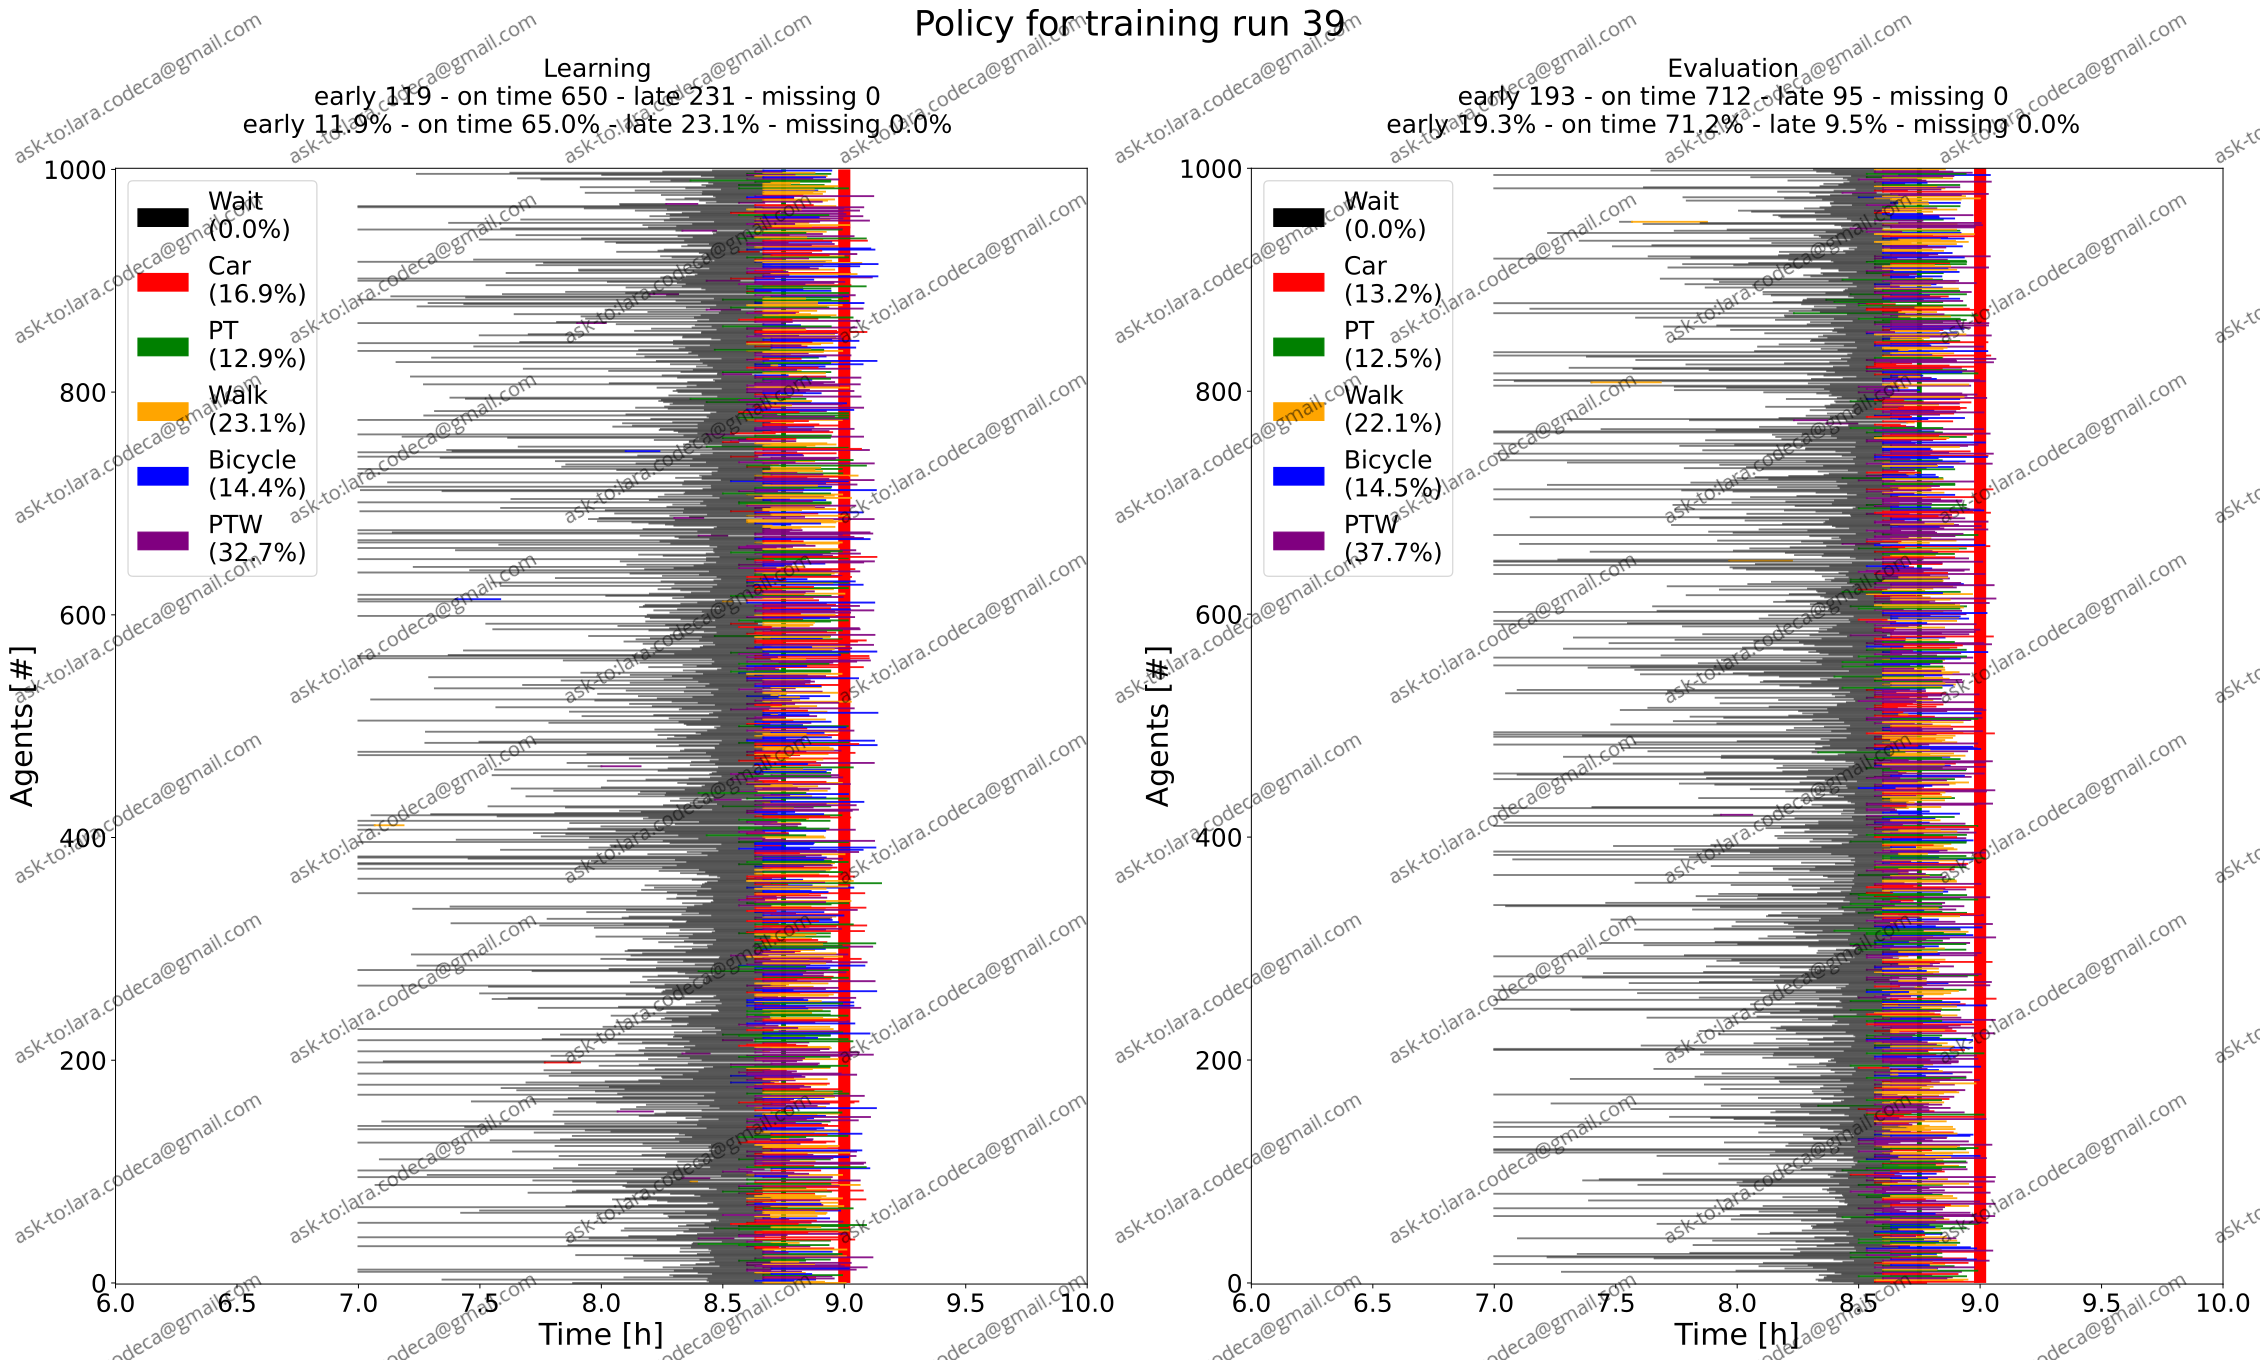 Policy for training run 39
Learning
early 119 - on time 650 - late 231 - missing 0
early 11.9% - on time 65.0% - late 23.1% - missing 0.0%
1000
800
600
400
200
0
Agents [#]
Wait
(0.0%)
Car
(16.9%)
PT
(12.9%)
Walk
(23.1%)
Bicycle
(14.4%)
PTW
(32.7%)
6.0 6.5 7.0 7.5 8.0 8.5 9.0 9.5 10.0
Time [h]
Evaluation
early 193 - on time 712 - late 95 - missing 0
early 19.3% - on time 71.2% - late 9.5% - missing 0.0%
1000
800
600
400
200
0
Agents [#]
Wait
(0.0%)
Car
(13.2%)
PT
(12.5%)
Walk
(22.1%)
Bicycle
(14.5%)
PTW
(37.7%)
6.0 6.5 7.0 7.5 8.0 8.5 9.0 9.5 10.0
Time [h]
ask-to:lara.codeca@gmail.com